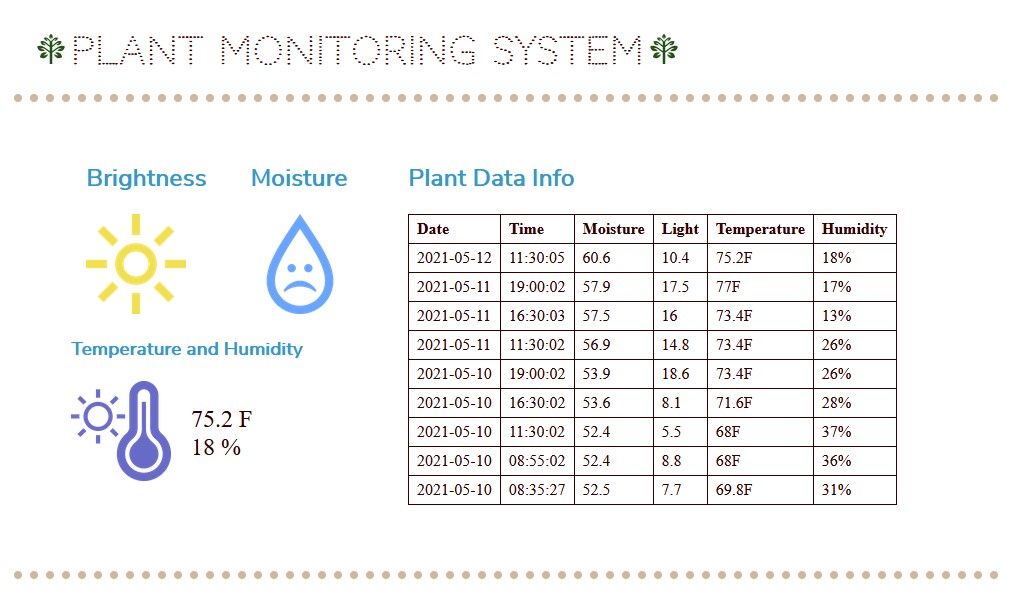 PLANT MONITORING SYSTEM
Brightness Moisture Plant Data Info
Date Time Moisture Light Temperature Humidity
2021-05-12 11:30:05 60.6 10.4 75.2F 18%
2021-05-11 19:00:02 57.9 17.5 77F 17%
2021-05-11 16:30:03 57.5 16 73.4F 13%
2021-05-11 11:30:02 56.9 14.8 73.4F 26%
2021-05-10 19:00:02 53.9 18.6 73.4F 26%
2021-05-10 16:30:02 53.6 8.1 71.6F 28%
2021-05-10 11:30:02 52.4 5.5 68F 37%
2021-05-10 08:55:02 52.4 8.8 68F 36%
2021-05-10 08:35:27 52.5 7.7 69.8F 31%
Temperature and Humidity
75.2 F
18 %